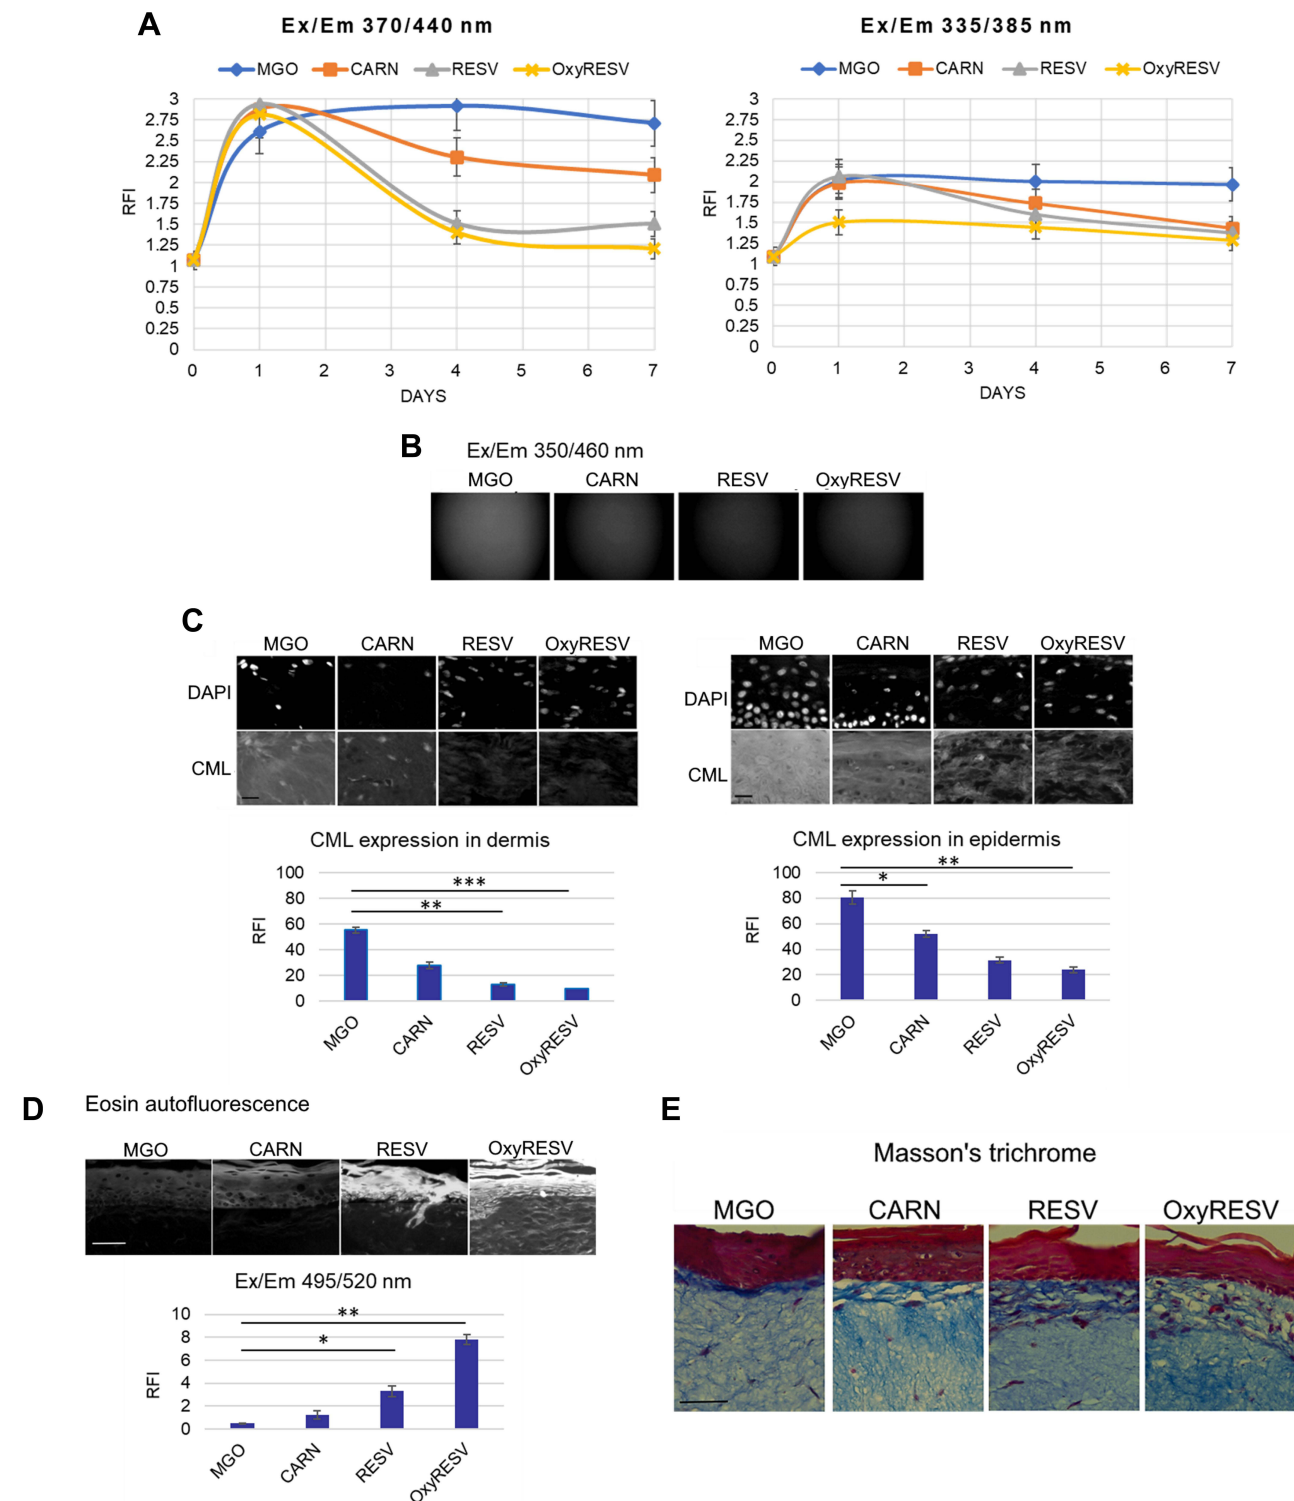 A
Ex/Em 370/440 nm
MGO CARN RESV OxyRESV
3
2.75
2.5
2.25
2
1.75
1.5
1.25
1
0.75
0.5
0.25
0
RFI
0 1 2 3 4 5 6 7
DAYS
Ex/Em 335/385 nm
MGO CARN RESV OxyRESV
3
2.75
2.5
2.25
2
1.75
1.5
1.25
1
0.75
0.5
0.25
0
RFI
0 1 2 3 4 5 6 7
DAYS
B
Ex/Em 350/460 nm
MGO CARN RESV OxyRESV
C
MGO CARN RESV OxyRESV
DAPI
CML
MGO CARN RESV OxyRESV
DAPI
CML
CML expression in dermis
100
80
60
40
20
0
RFI
***
**
MGO CARN RESV OxyRESV
CML expression in epidermis
100
80
60
40
20
0
RFI
**
*
MGO CARN RESV OxyRESV
D
Eosin autofluorescence
MGO CARN RESV OxyRESV
Ex/Em 495/520 nm
10
8
6
4
2
0
RFI
**
*
MGO CARN RESV OxyRESV
E
Masson's trichrome
MGO CARN RESV OxyRESV